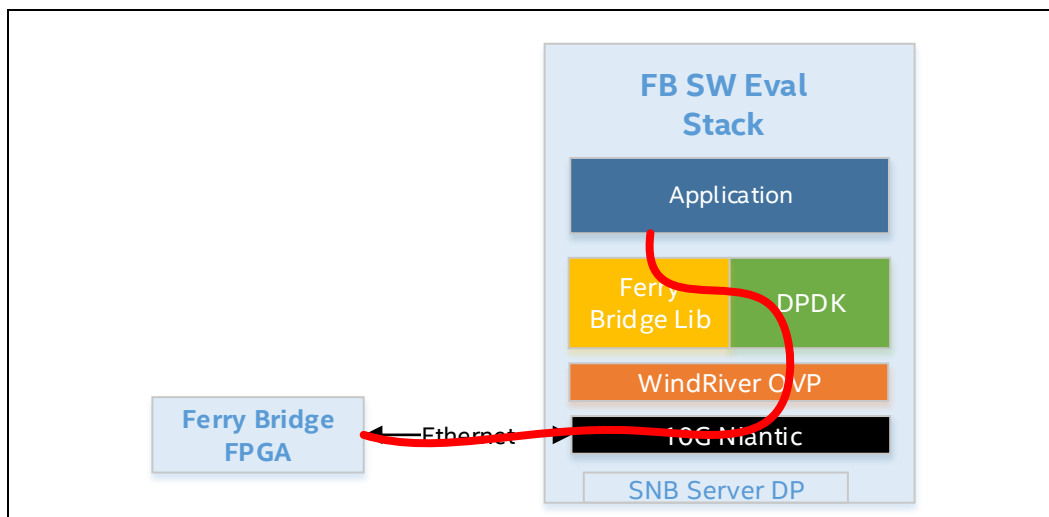 FB SW Eval
Stack
Application
Ferry
Bridge Lib
DPDK
WindRiver OVP
Ferry Bridge
FPGA
Ethernet
10G Niantic
SNB Server DP